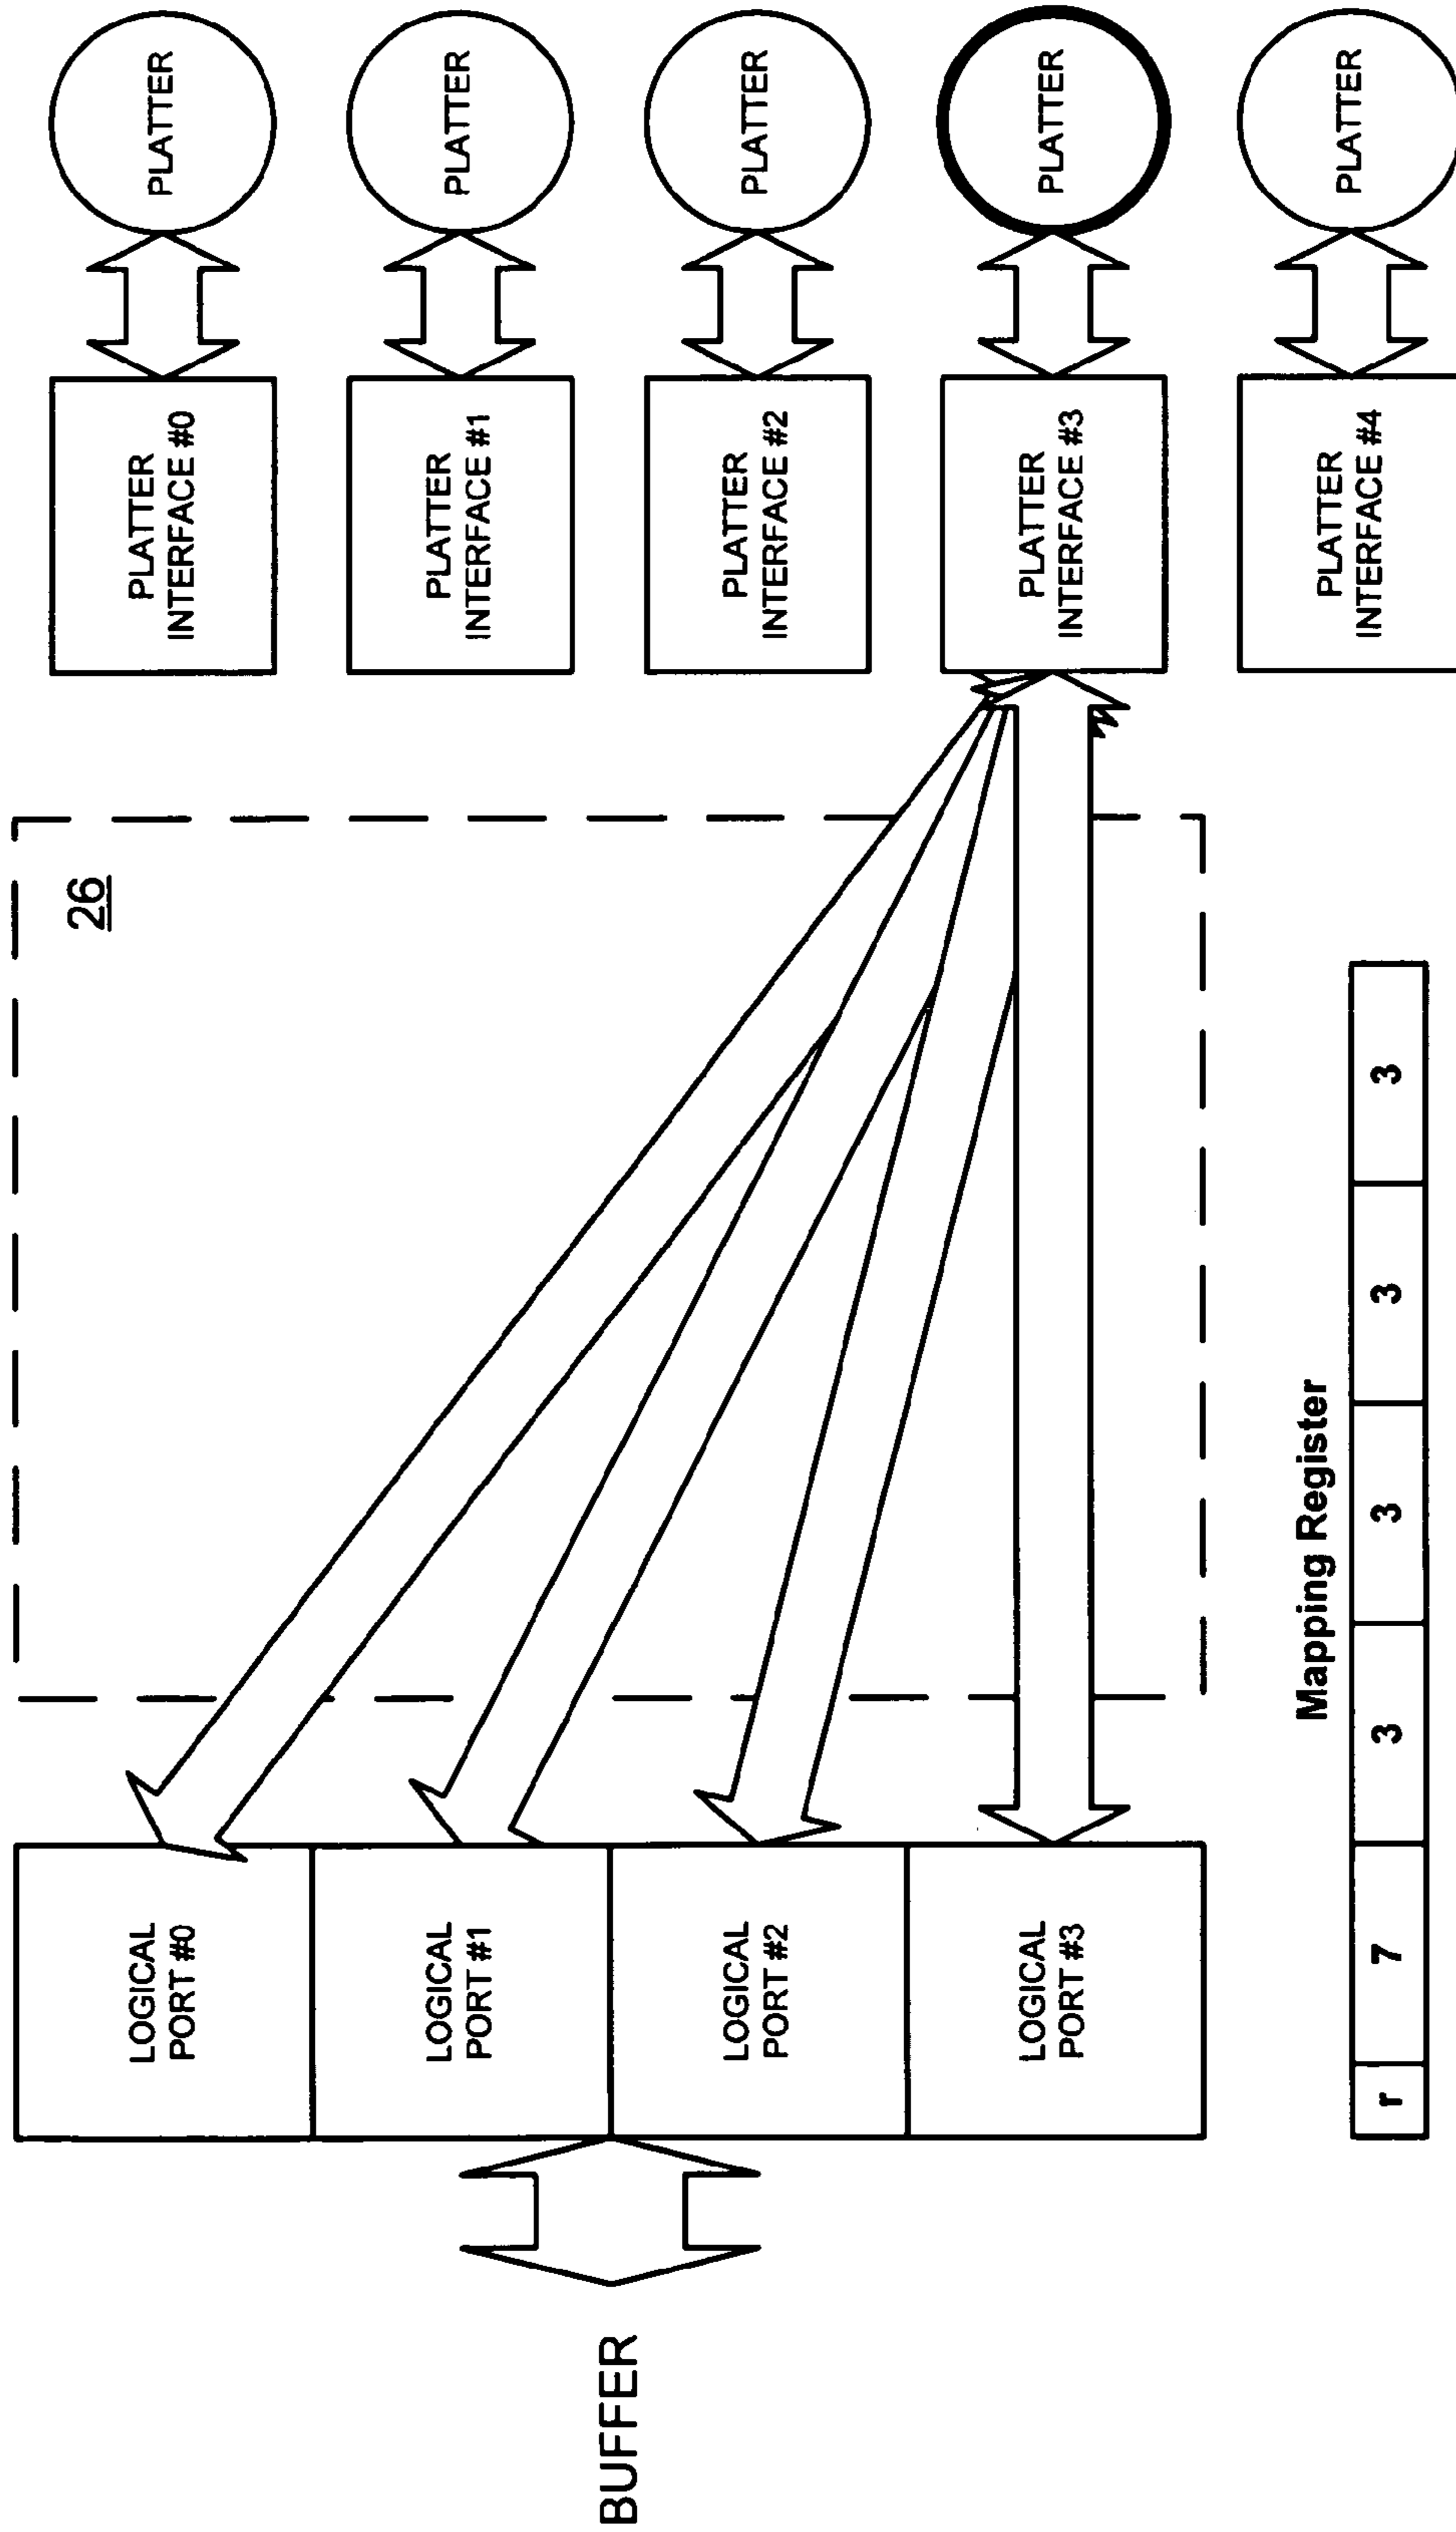 BUFFER
LOGICAL
PORT #0
LOGICAL
PORT #1
LOGICAL
PORT #2
LOGICAL
PORT #3
26
PLATTER
INTERFACE #0
PLATTER
INTERFACE #1
PLATTER
INTERFACE #2
PLATTER
INTERFACE #3
PLATTER
INTERFACE #4
PLATTER
PLATTER
PLATTER
PLATTER
PLATTER
Mapping Register
r 7 3 3 3 3